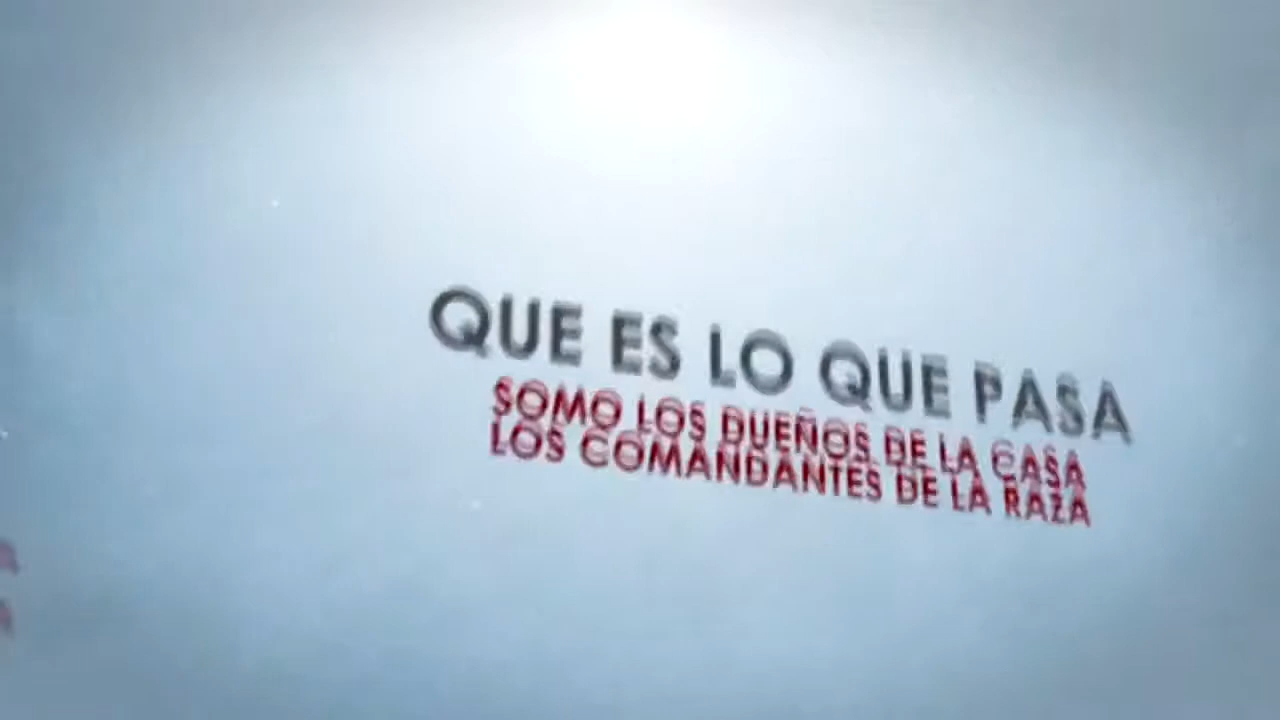 QUE ES LO QUE PASA
SOMO LOS DUEÑOS DE LA CASA
LOS COMANDANTES DE LA RAZA